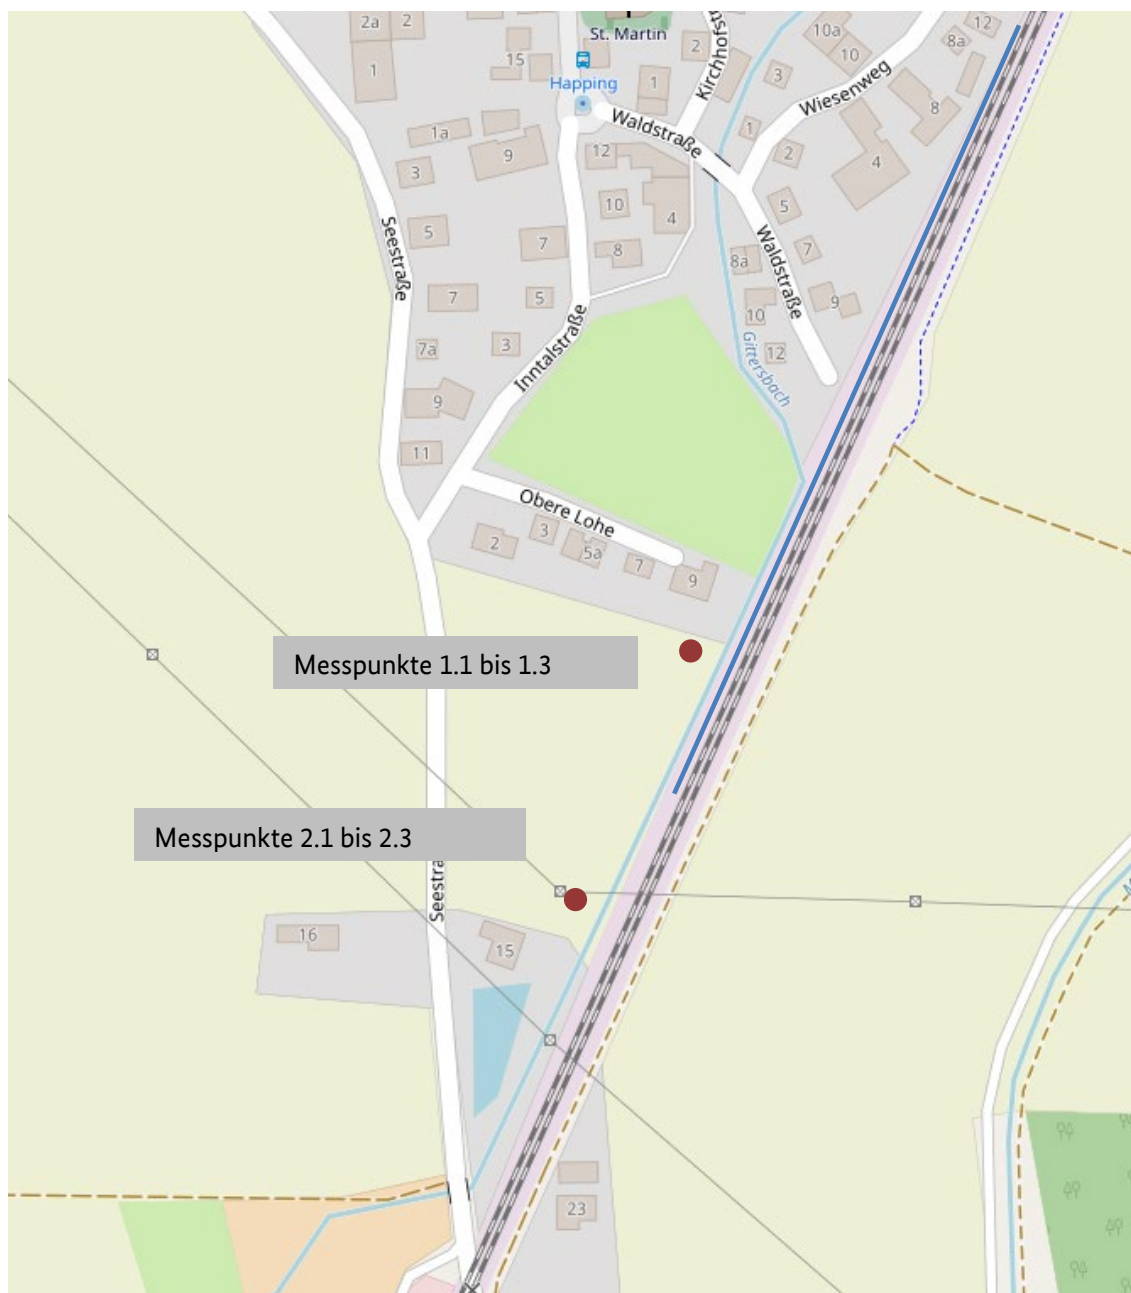 2a 2
12
St. Martin
10a
8a
2
10
15
3
1
Happing
1
Kirchhofstr
Wiesenweg
8
Waldstraße
1a
1
9
12
2
4
3
10
5
4
Seestraße
5
7
Waldstraße
7
8
8a
7
5
9
10
Inntalstraße
3
7a
12
Gittersbach
9
11
Obere Lohe
3
2
5a
7
9
Messpunkte 1.1 bis 1.3
Messpunkte 2.1 bis 2.3
Seestra
M
16
15
23